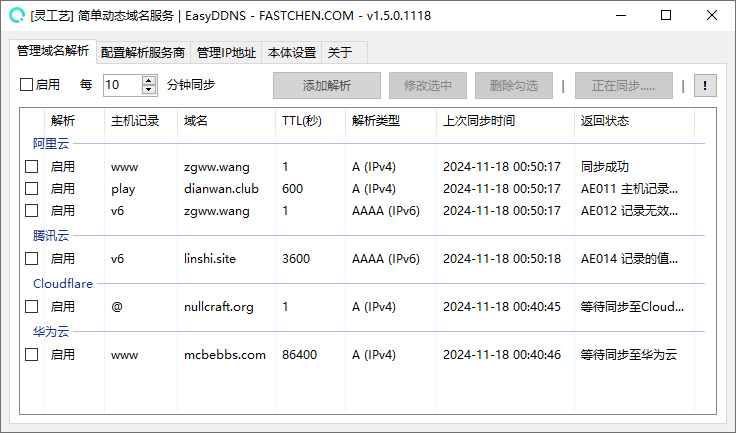 [灵工艺] 简单动态域名服务 | EasyDDNS - FASTCHEN.COM - v1.5.0.1118
管理域名解析 配置解析服务商 管理IP地址 本体设置 关于
启用 每 10 分钟同步 添加解析 修改选中 删除勾选 | 正在同步..... | !
解析 主机记录 域名 TTL(秒) 解析类型 上次同步时间 返回状态
阿里云
启用 www zgww.wang 1 A (IPv4) 2024-11-18 00:50:17 同步成功
启用 play dianwan.club 600 A (IPv4) 2024-11-18 00:50:17 AE011 主机记录...
启用 v6 zgww.wang 1 AAAA (IPv6) 2024-11-18 00:50:17 AE012 记录无效...
腾讯云
启用 v6 linshi.site 3600 AAAA (IPv6) 2024-11-18 00:50:18 AE014 记录的值...
Cloudflare
启用 @ nullcraft.org 1 A (IPv4) 2024-11-18 00:40:45 等待同步至Cloud...
华为云
启用 www mcbebbs.com 86400 A (IPv4) 2024-11-18 00:40:46 等待同步至华为云